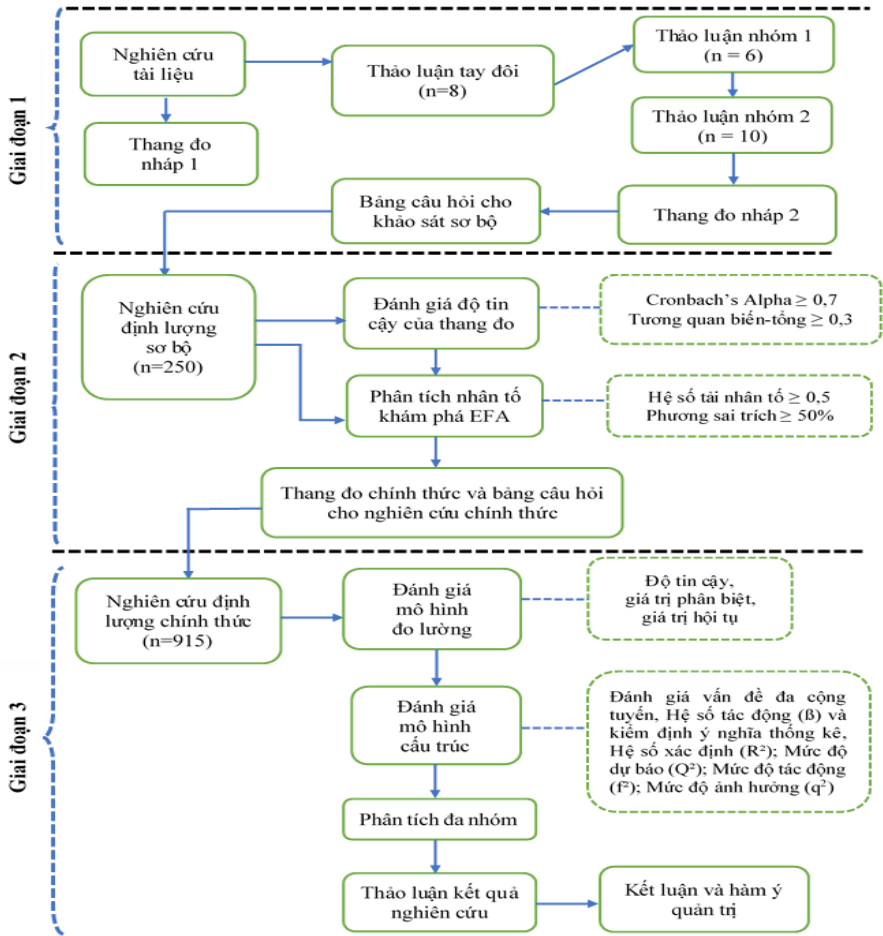 Giai đoạn 1
Nghiên cứu
tài liệu
Thảo luận tay đôi
(n=8)
Thảo luận nhóm 1
(n = 6)
Thảo luận nhóm 2
(n = 10)
Thang đo
nháp 1
Thang đo nháp 2
Bảng câu hỏi cho
khảo sát sơ bộ
Giai đoạn 2
Nghiên cứu
định lượng
sơ bộ
(n=250)
Đánh giá độ tin
cậy của thang đo
Cronbach’s Alpha ≥ 0,7
Tương quan biến-tổng ≥ 0,3
Phân tích nhân tố
khám phá EFA
Hệ số tải nhân tố ≥ 0,5
Phương sai trích ≥ 50%
Thang đo chính thức và bảng câu hỏi
cho nghiên cứu chính thức
Giai đoạn 3
Nghiên cứu định
lượng chính thức
(n=915)
Đánh giá
mô hình
đo lường
Độ tin cậy,
giá trị phân biệt,
giá trị hội tụ
Đánh giá
mô hình
cấu trúc
Đánh giá vấn đề đa cộng
tuyến, Hệ số tác động (ß) và
kiểm định ý nghĩa thống kê,
Hệ số xác định (R²); Mức độ
dự báo (Q²); Mức độ tác động
(f²); Mức độ ảnh hưởng (q²)
Phân tích đa nhóm
Thảo luận kết quả
nghiên cứu
Kết luận và hàm ý
quản trị